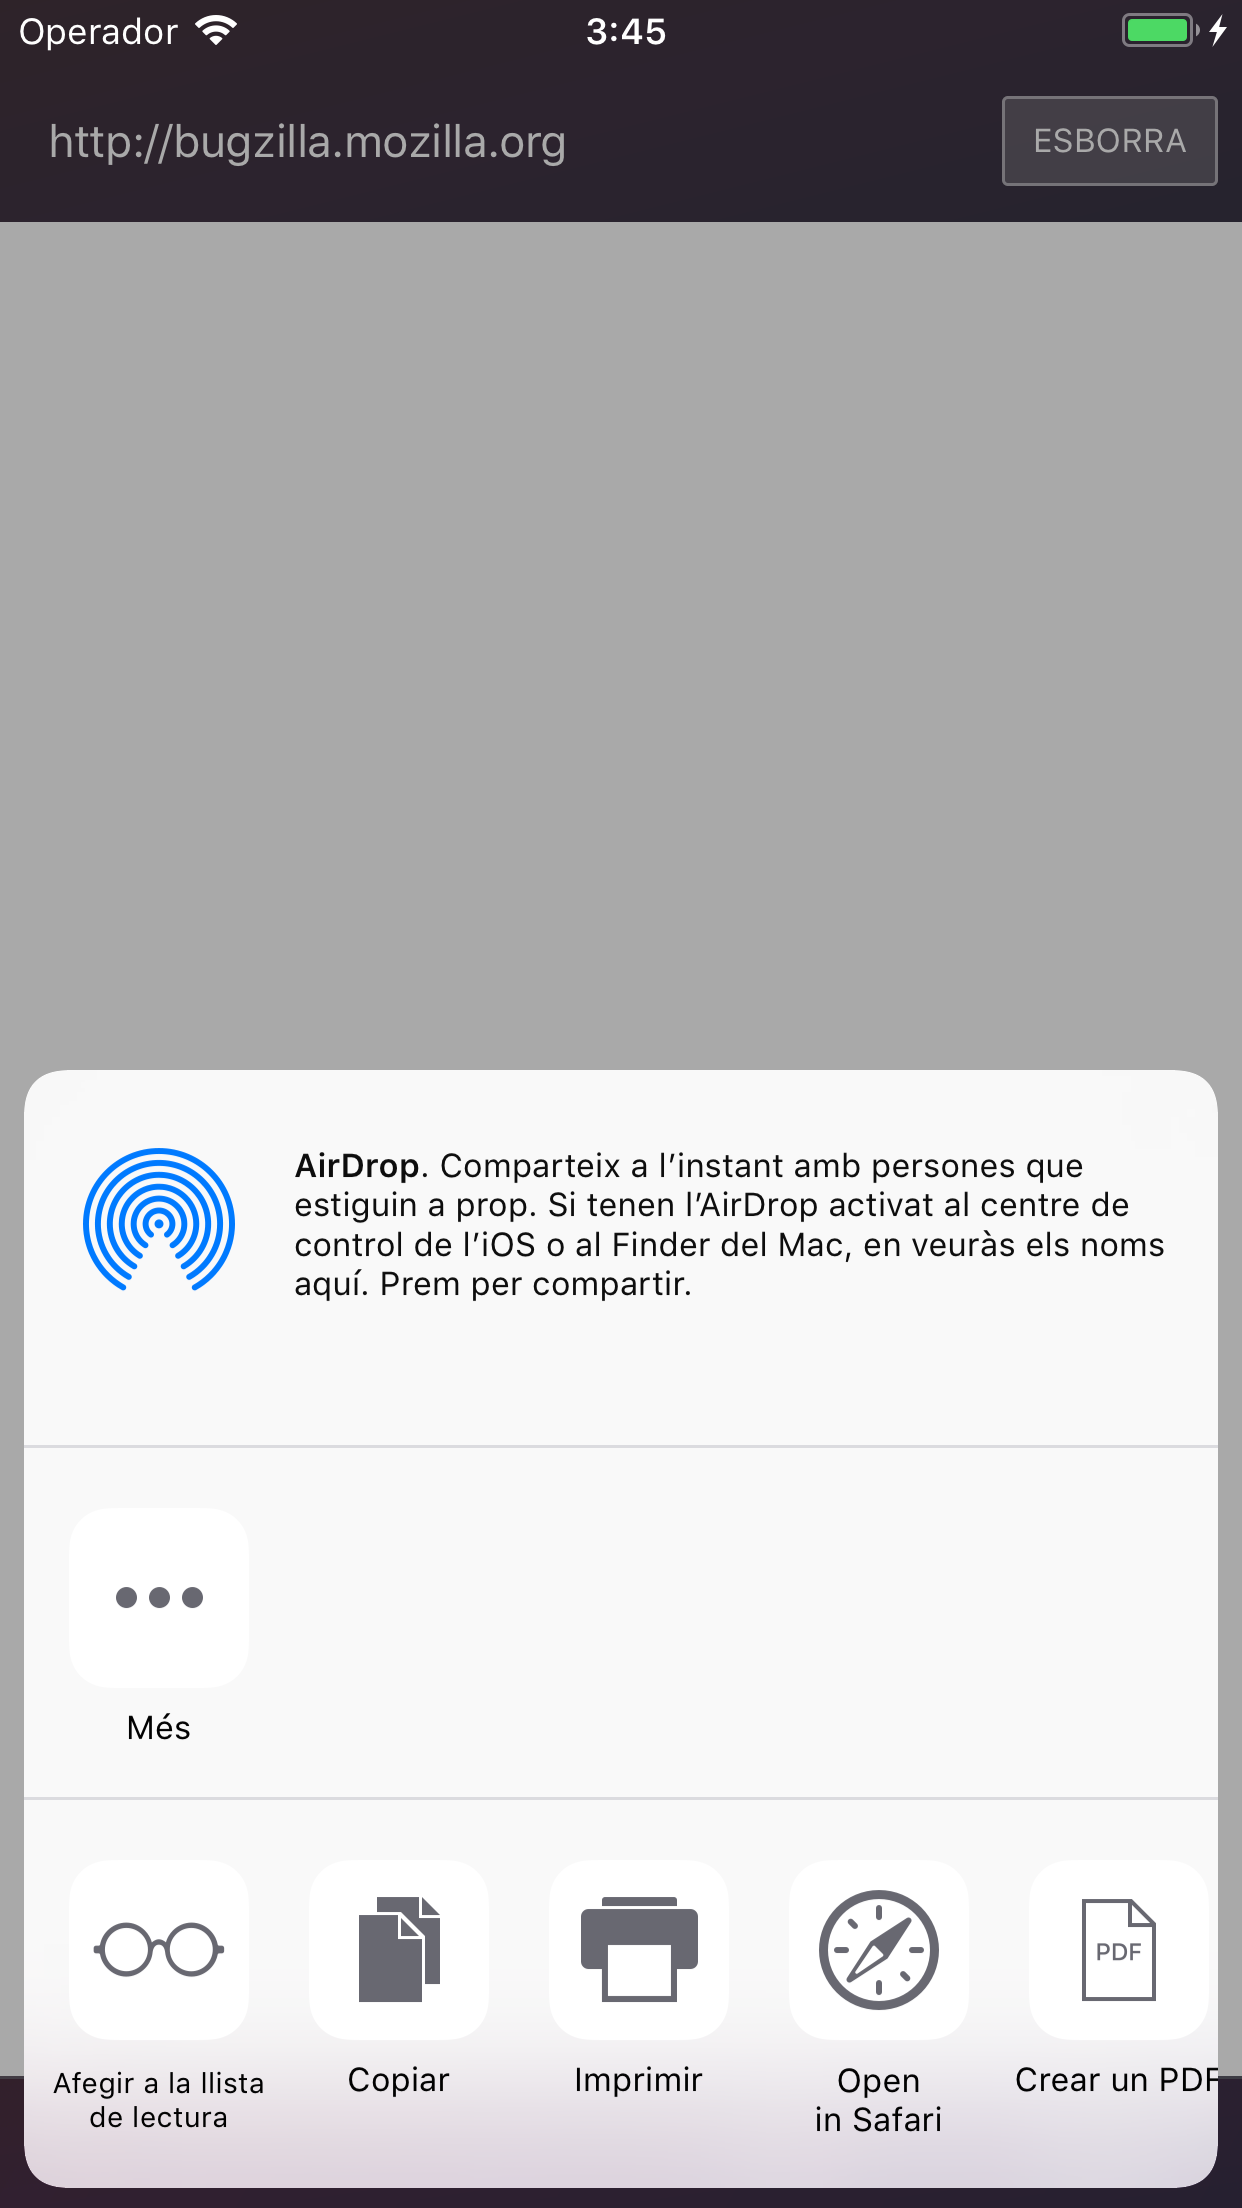 Operador
3:45
http://bugzilla.mozilla.org
ESBORRA
AirDrop. Comparteix a l’instant amb persones que
estiguin a prop. Si tenen l’AirDrop activat al centre de
control de l’iOS o al Finder del Mac, en veuràs els noms
aquí. Prem per compartir.
Més
PDF
Afegir a la llista
de lectura
Copiar
Imprimir
Open
in Safari
Crear un PDF